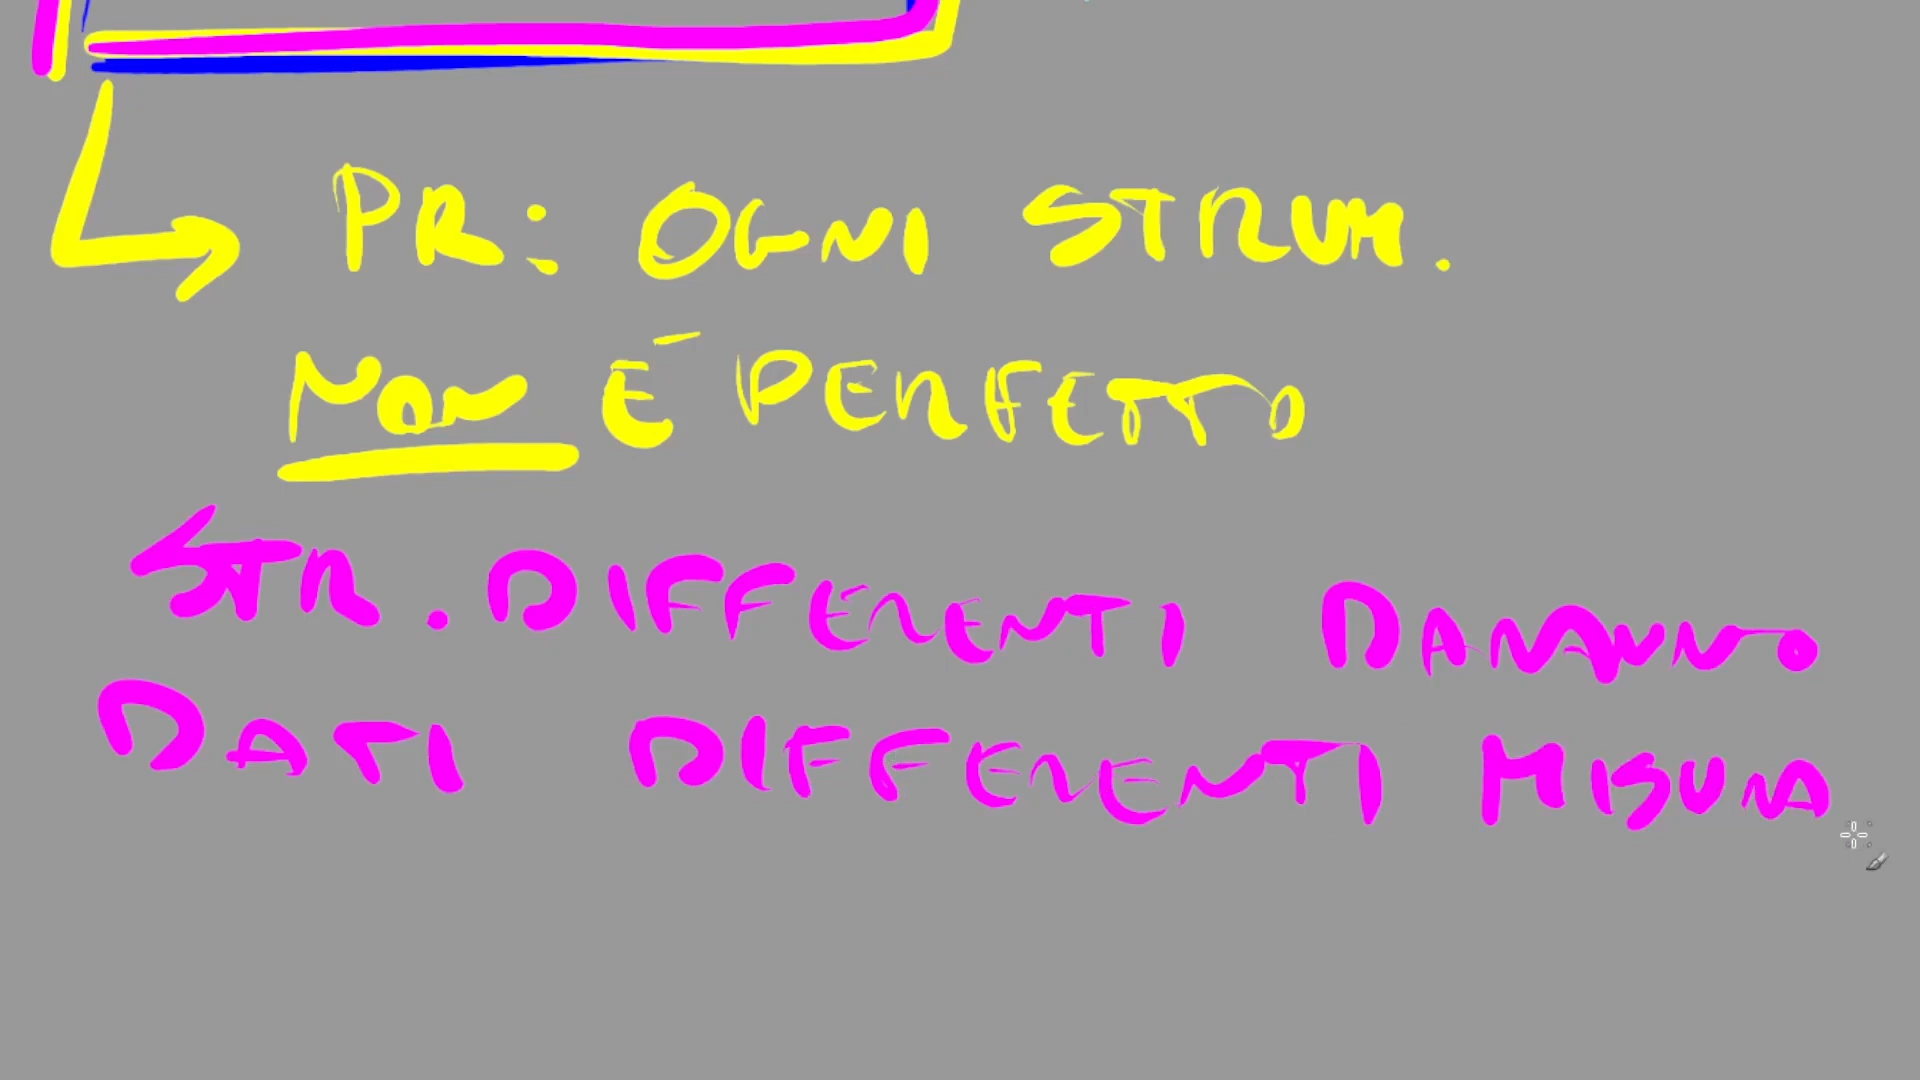 PR: OGNI STRUM.
NON É PERFETTO
STR. DIFFERENTI DARANNO
DATI DIFFERENTI MISURA